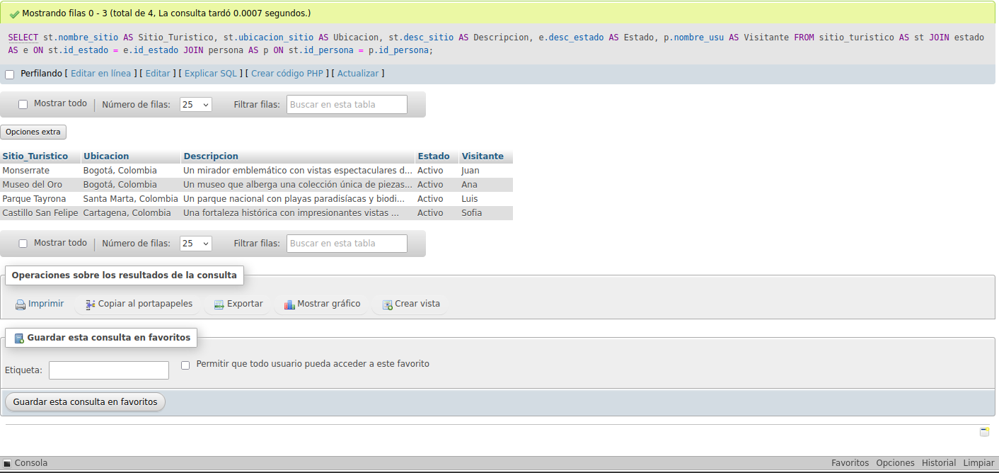 Mostrando filas 0 - 3 (total de 4, La consulta tardó 0.0007 segundos.)
SELECT st.nombre_sitio AS Sitio_Turistico, st.ubicacion_sitio AS Ubicacion, st.desc_sitio AS Descripcion, e.desc_estado AS Estado, p.nombre_usu AS Visitante FROM sitio_turistico AS st JOIN estado
AS e ON st.id_estado = e.id_estado JOIN persona AS p ON st.id_persona = p.id_persona;
Perfilando [ Editar en línea ] [ Editar ] [ Explicar SQL ] [ Crear código PHP ] [ Actualizar ]
Mostrar todo Número de filas: 25 Filtrar filas: Buscar en esta tabla
Opciones extra
Sitio_Turistico Ubicacion Descripcion Estado Visitante
Monserrate Bogotá, Colombia Un mirador emblemático con vistas espectaculares d... Activo Juan
Museo del Oro Bogotá, Colombia Un museo que alberga una colección única de piezas... Activo Ana
Parque Tayrona Santa Marta, Colombia Un parque nacional con playas paradisíacas y biodi... Activo Luis
Castillo San Felipe Cartagena, Colombia Una fortaleza histórica con impresionantes vistas ... Activo Sofia
Mostrar todo Número de filas: 25 Filtrar filas: Buscar en esta tabla
Operaciones sobre los resultados de la consulta
Imprimir Copiar al portapapeles Exportar Mostrar gráfico Crear vista
Guardar esta consulta en favoritos
Etiqueta: Permitir que todo usuario pueda acceder a este favorito
Guardar esta consulta en favoritos
Consola Favoritos Opciones Historial Limpiar